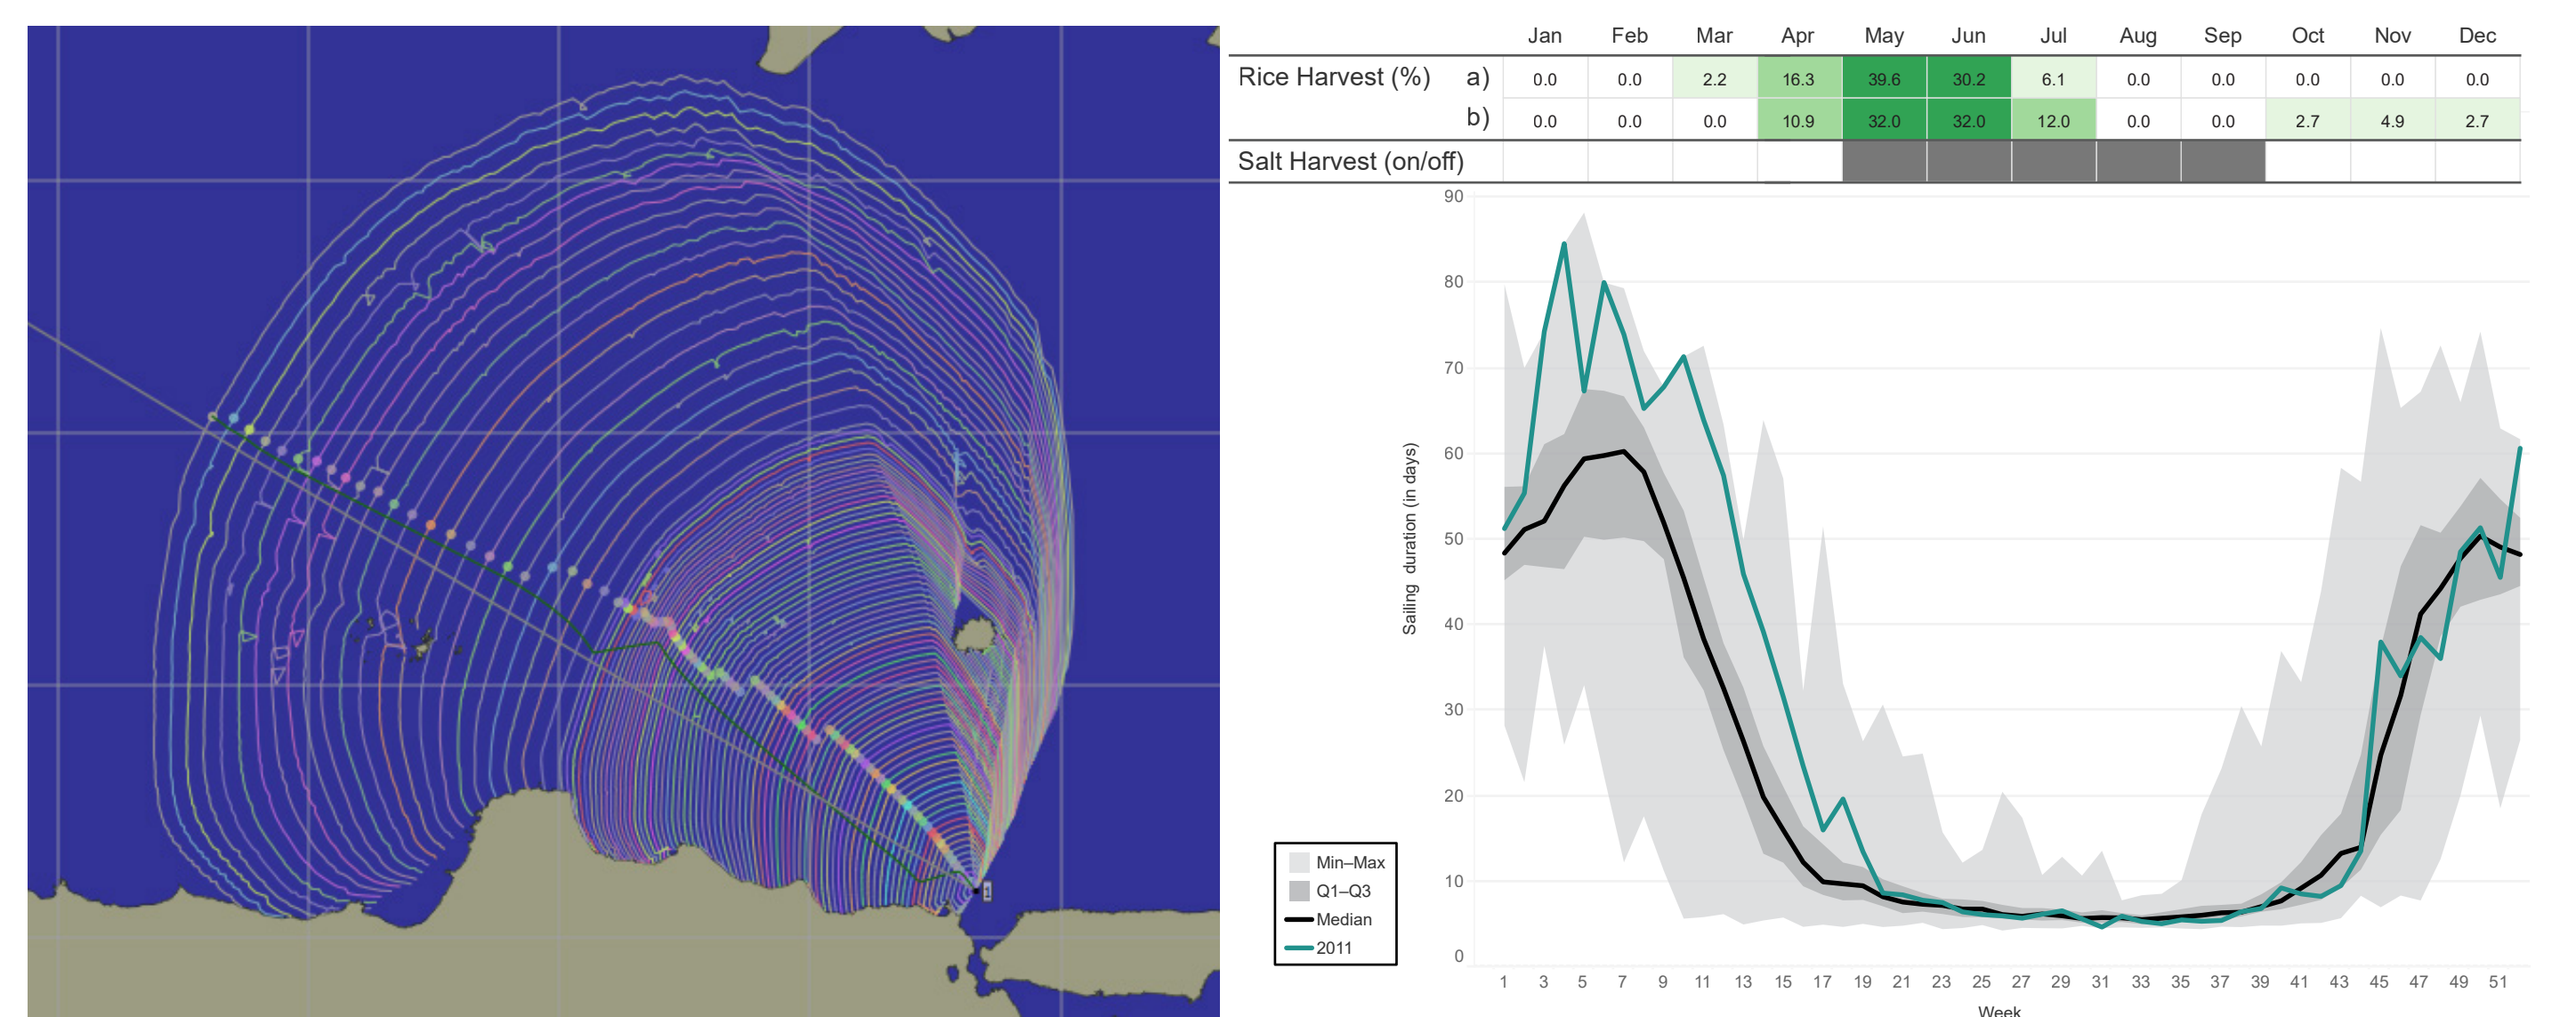 1
Jan Feb Mar Apr May Jun Jul Aug Sep Oct Nov Dec
Rice Harvest (%) a) 0.0 0.0 2.2 16.3 39.6 30.2 6.1 0.0 0.0 0.0 0.0 0.0
b) 0.0 0.0 0.0 10.9 32.0 32.0 12.0 0.0 0.0 2.7 4.9 2.7
Salt Harvest (on/off)
90
80
70
60
50
40
30
20
10
0
Sailing duration (in days)
Min–Max
Q1–Q3
Median
2011
1 3 5 7 9 11 13 15 17 19 21 23 25 27 29 31 33 35 37 39 41 43 45 47 49 51
Week